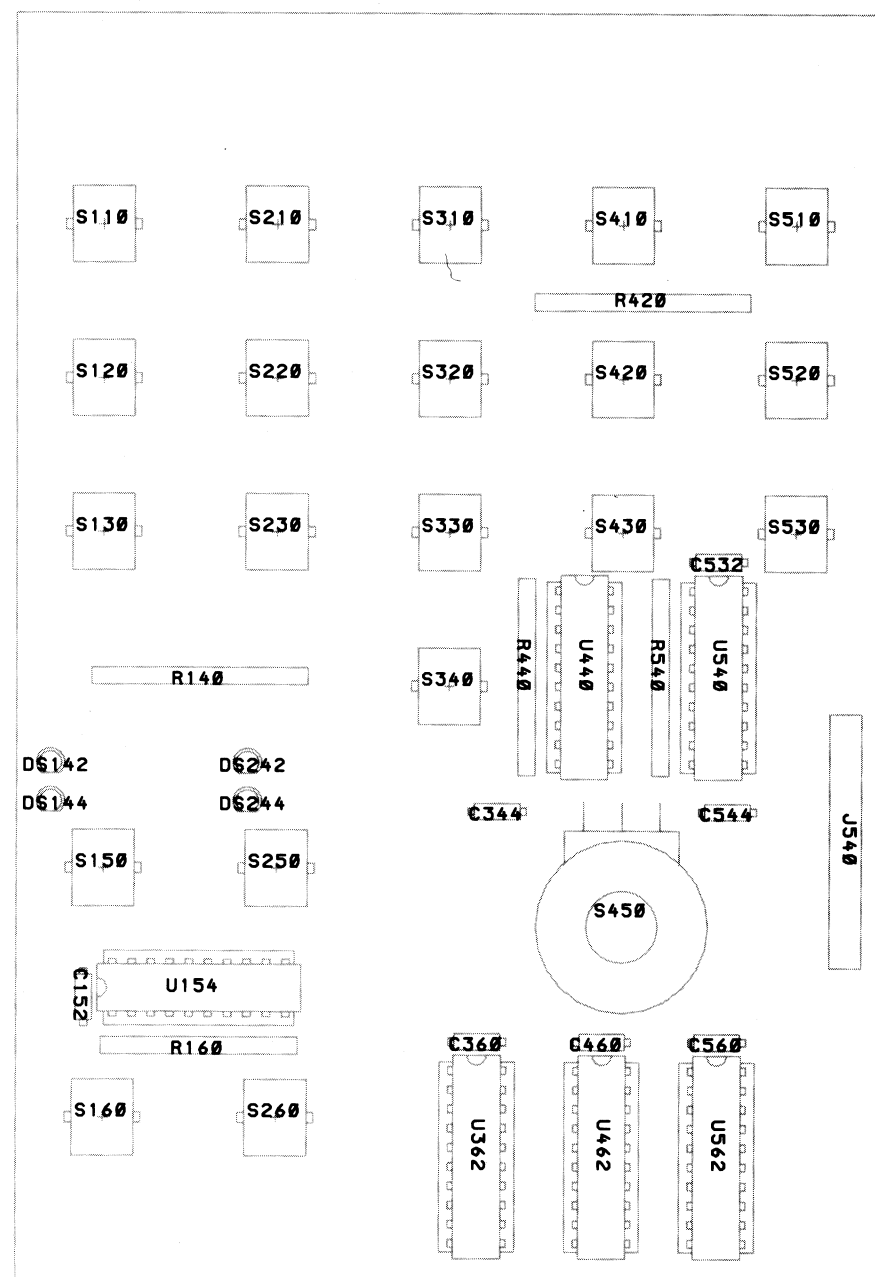 S110 S210 S310 S410 S510
R420
S120 S220 S320 S420 S520
S130 S230 S330 S430 S530
C532
R440 U440 R540 U540
R140 S340
DS142 DS242
DS144 DS244
C344 C544
J540
S150 S250
S450
C152 U154
R160
C360 C460 C560
S160 S260
U362 U462 U562